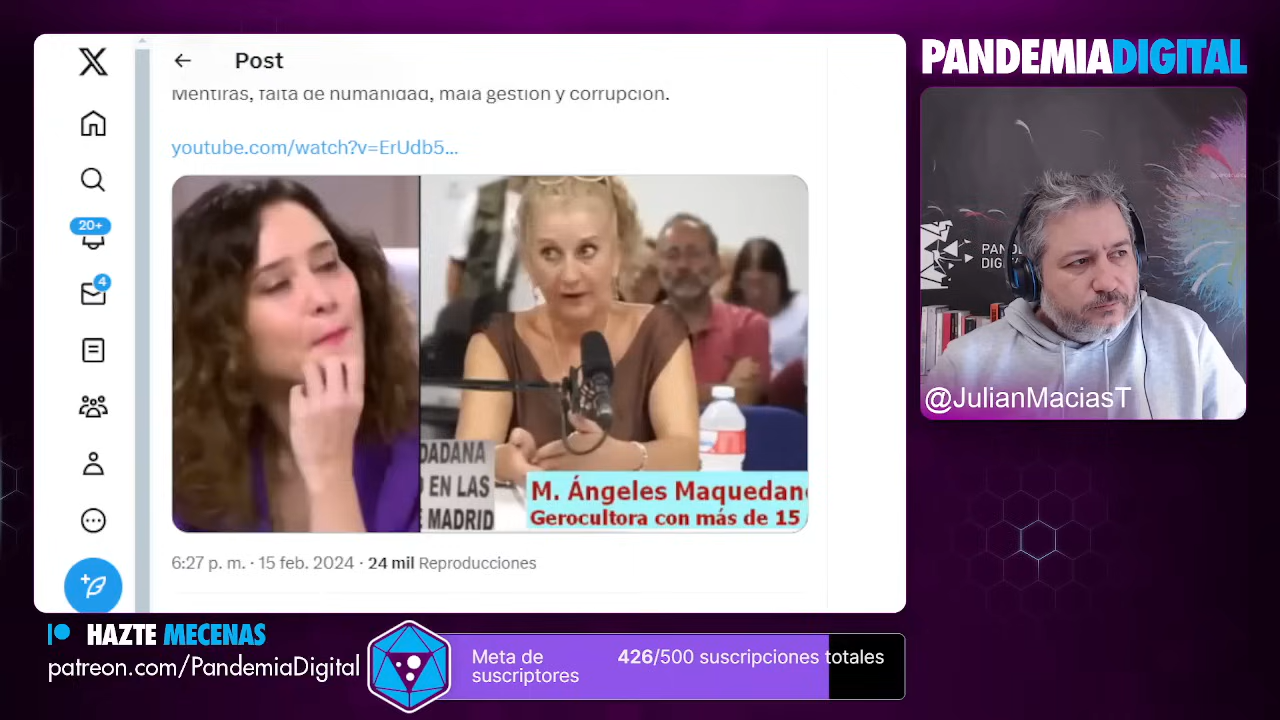 Post
Mentiras, falta de humanidad, mala gestión y corrupción.
youtube.com/watch?v=ErUdb5...
20+
4
DADANA
EN LAS
MADRID
M. Ángeles Maquedan
Gerocultora con más de 15
6:27 p. m. · 15 feb. 2024 · 24 mil Reproducciones
PANDEMIADIGITAL
PAND
DIG
@JulianMaciasT
HAZTE MECENAS
patreon.com/PandemiaDigital
Meta de
suscriptores
426/500 suscripciones totales